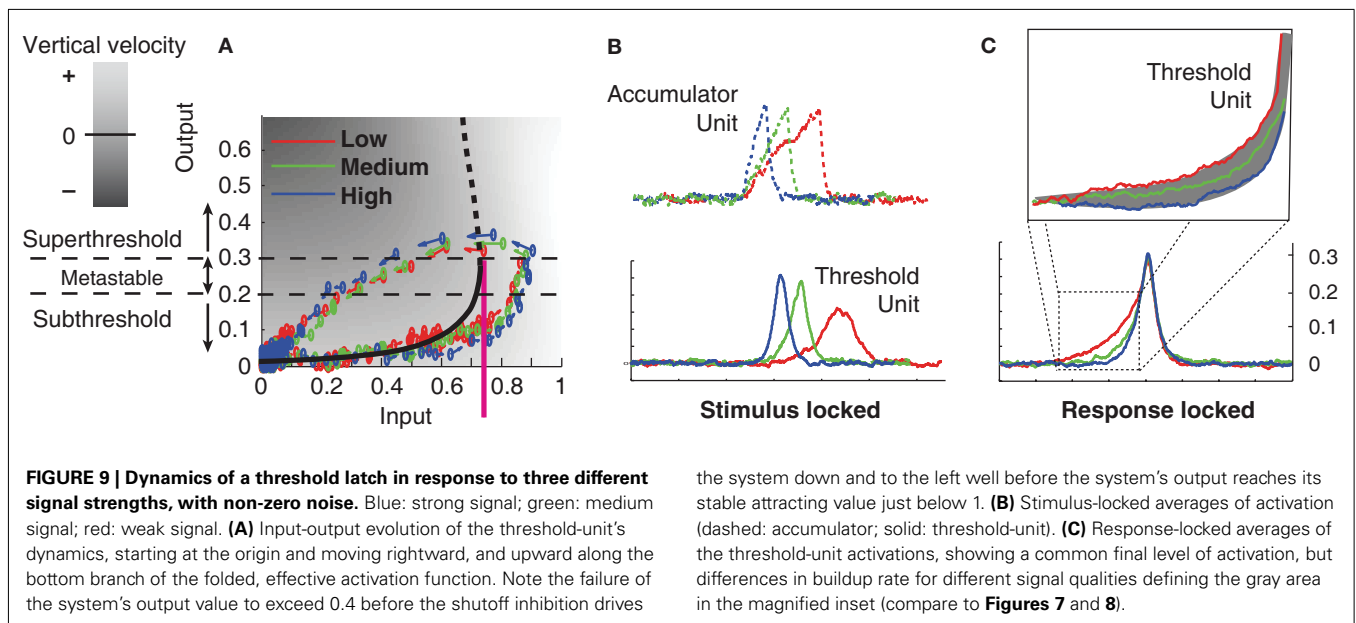 Vertical velocity
+
0
−
A
Output
0.6
0.5
0.4
0.3
0.2
0.1
0
Low
Medium
High
Superthreshold
Metastable
Subthreshold
0 0.2 0.4 0.6 0.8 1
Input
B
Accumulator
Unit
Threshold
Unit
Stimulus locked
C
Threshold
Unit
0.3
0.2
0.1
0
Response locked
FIGURE 9 | Dynamics of a threshold latch in response to three different
signal strengths, with non-zero noise. Blue: strong signal; green: medium
signal; red: weak signal. (A) Input-output evolution of the threshold-unit's
dynamics, starting at the origin and moving rightward, and upward along the
bottom branch of the folded, effective activation function. Note the failure of
the system's output value to exceed 0.4 before the shutoff inhibition drives
the system down and to the left well before the system's output reaches its
stable attracting value just below 1. (B) Stimulus-locked averages of activation
(dashed: accumulator; solid: threshold-unit). (C) Response-locked averages of
the threshold-unit activations, showing a common final level of activation, but
differences in buildup rate for different signal qualities defining the gray area
in the magnified inset (compare to Figures 7 and 8).